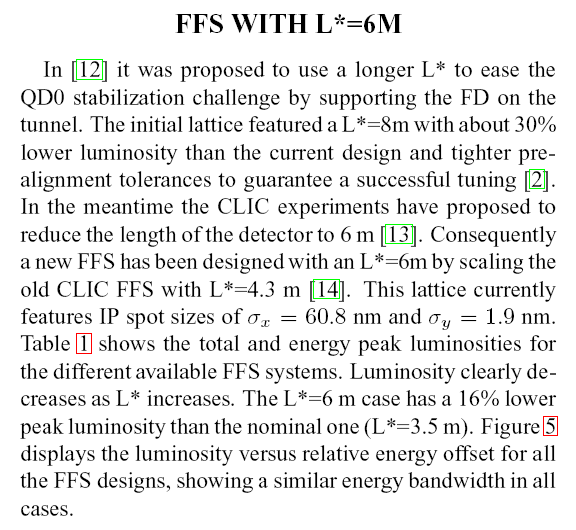 FFS WITH L*=6M
In [12] it was proposed to use a longer L* to ease the
QD0 stabilization challenge by supporting the FD on the
tunnel. The initial lattice featured a L*=8m with about 30%
lower luminosity than the current design and tighter pre-
alignment tolerances to guarantee a successful tuning [2].
In the meantime the CLIC experiments have proposed to
reduce the length of the detector to 6 m [13]. Consequently
a new FFS has been designed with an L*=6m by scaling the
old CLIC FFS with L*=4.3 m [14]. This lattice currently
features IP spot sizes of σx = 60.8 nm and σy = 1.9 nm.
Table 1 shows the total and energy peak luminosities for
the different available FFS systems. Luminosity clearly de-
creases as L* increases. The L*=6 m case has a 16% lower
peak luminosity than the nominal one (L*=3.5 m). Figure 5
displays the luminosity versus relative energy offset for all
the FFS designs, showing a similar energy bandwidth in all
cases.